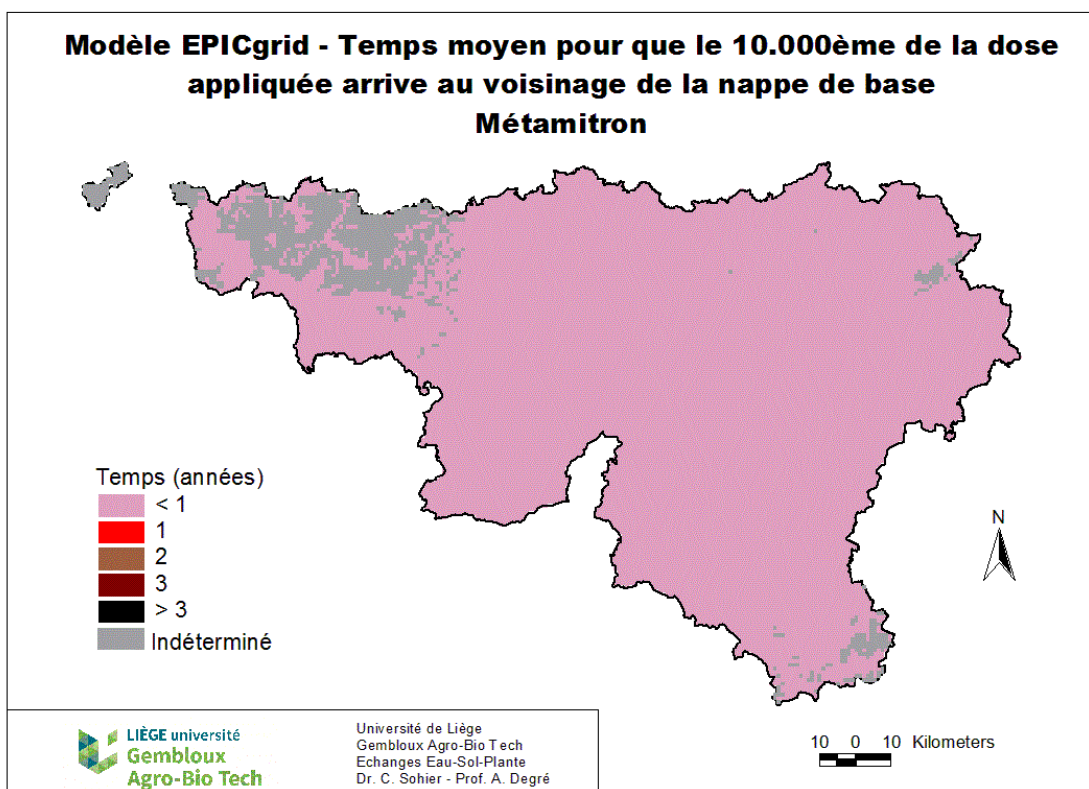 Modèle EPICgrid - Temps moyen pour que le 10.000ème de la dose
appliquée arrive au voisinage de la nappe de base
Métamitron
Temps (années)
< 1
1
2
3
> 3
Indéterminé
N
10 0 10 Kilometers
LIÈGE université
Gembloux
Agro-Bio Tech
Université de Liège
Gembloux Agro-Bio Tech
Echanges Eau-Sol-Plante
Dr. C. Sohier - Prof. A. Degré